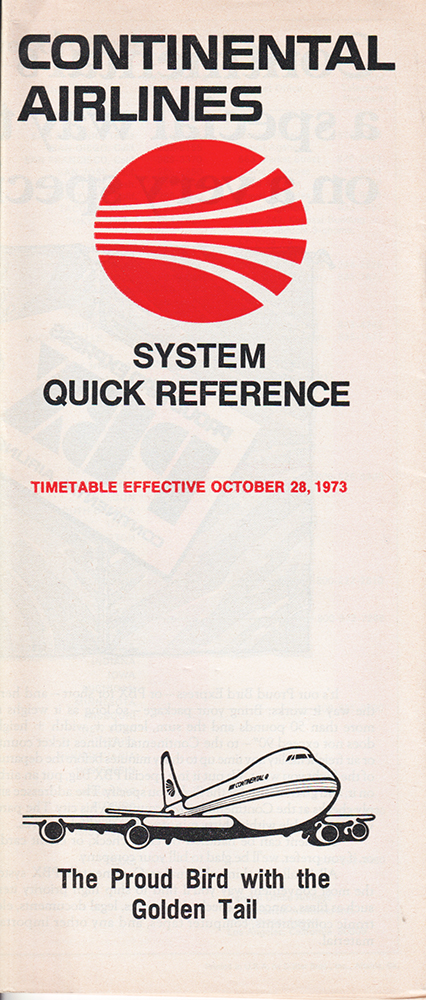 CONTINENTAL
AIRLINES
SYSTEM
QUICK REFERENCE
TIMETABLE EFFECTIVE OCTOBER 28, 1973
CONTINENTAL
The Proud Bird with the
Golden Tail